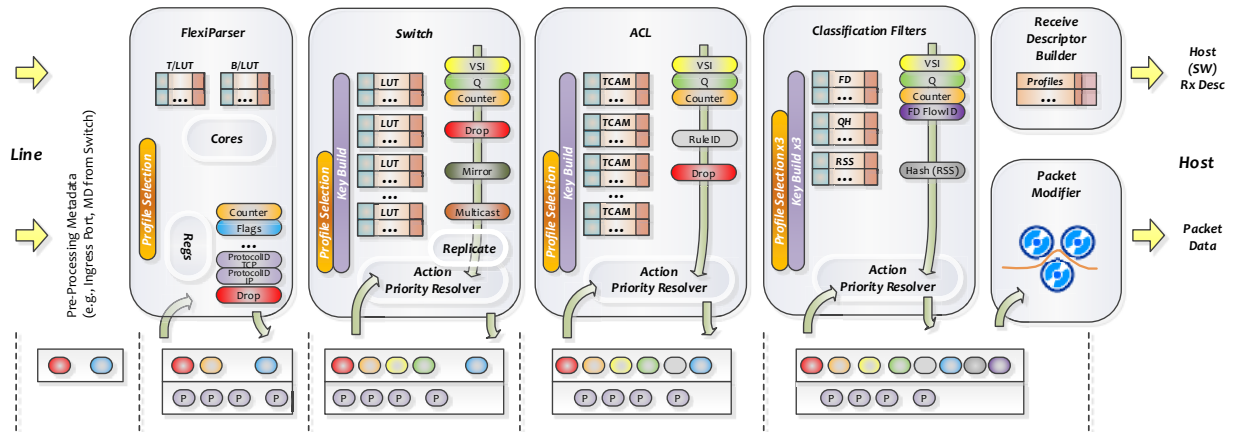 Line
Pre-Processing Metadata
(e.g., Ingress Port, MD from Switch)
FlexiParser
T/LUT
B/LUT
...
...
Cores
Profile Selection
Regs
Counter
Flags
...
ProtocolID
TCP
ProtocolID
IP
Drop
Switch
Profile Selection
Key Build
LUT
...
LUT
...
LUT
...
LUT
...
VSI
Q
Counter
Drop
Mirror
Multicast
Replicate
Action
Priority Resolver
ACL
Profile Selection
Key Build
TCAM
...
TCAM
...
TCAM
...
TCAM
...
VSI
Q
Counter
RuleID
Drop
Action
Priority Resolver
Classification Filters
Profile Selection x3
Key Build x3
FD
...
QH
...
RSS
...
VSI
Q
Counter
FD FlowID
Hash (RSS)
Action
Priority Resolver
Receive
Descriptor
Builder
Profiles
...
Host
(SW)
Rx Desc
Host
Packet
Modifier
Packet
Data
P P P P
P P P P
P P P P
P P P P